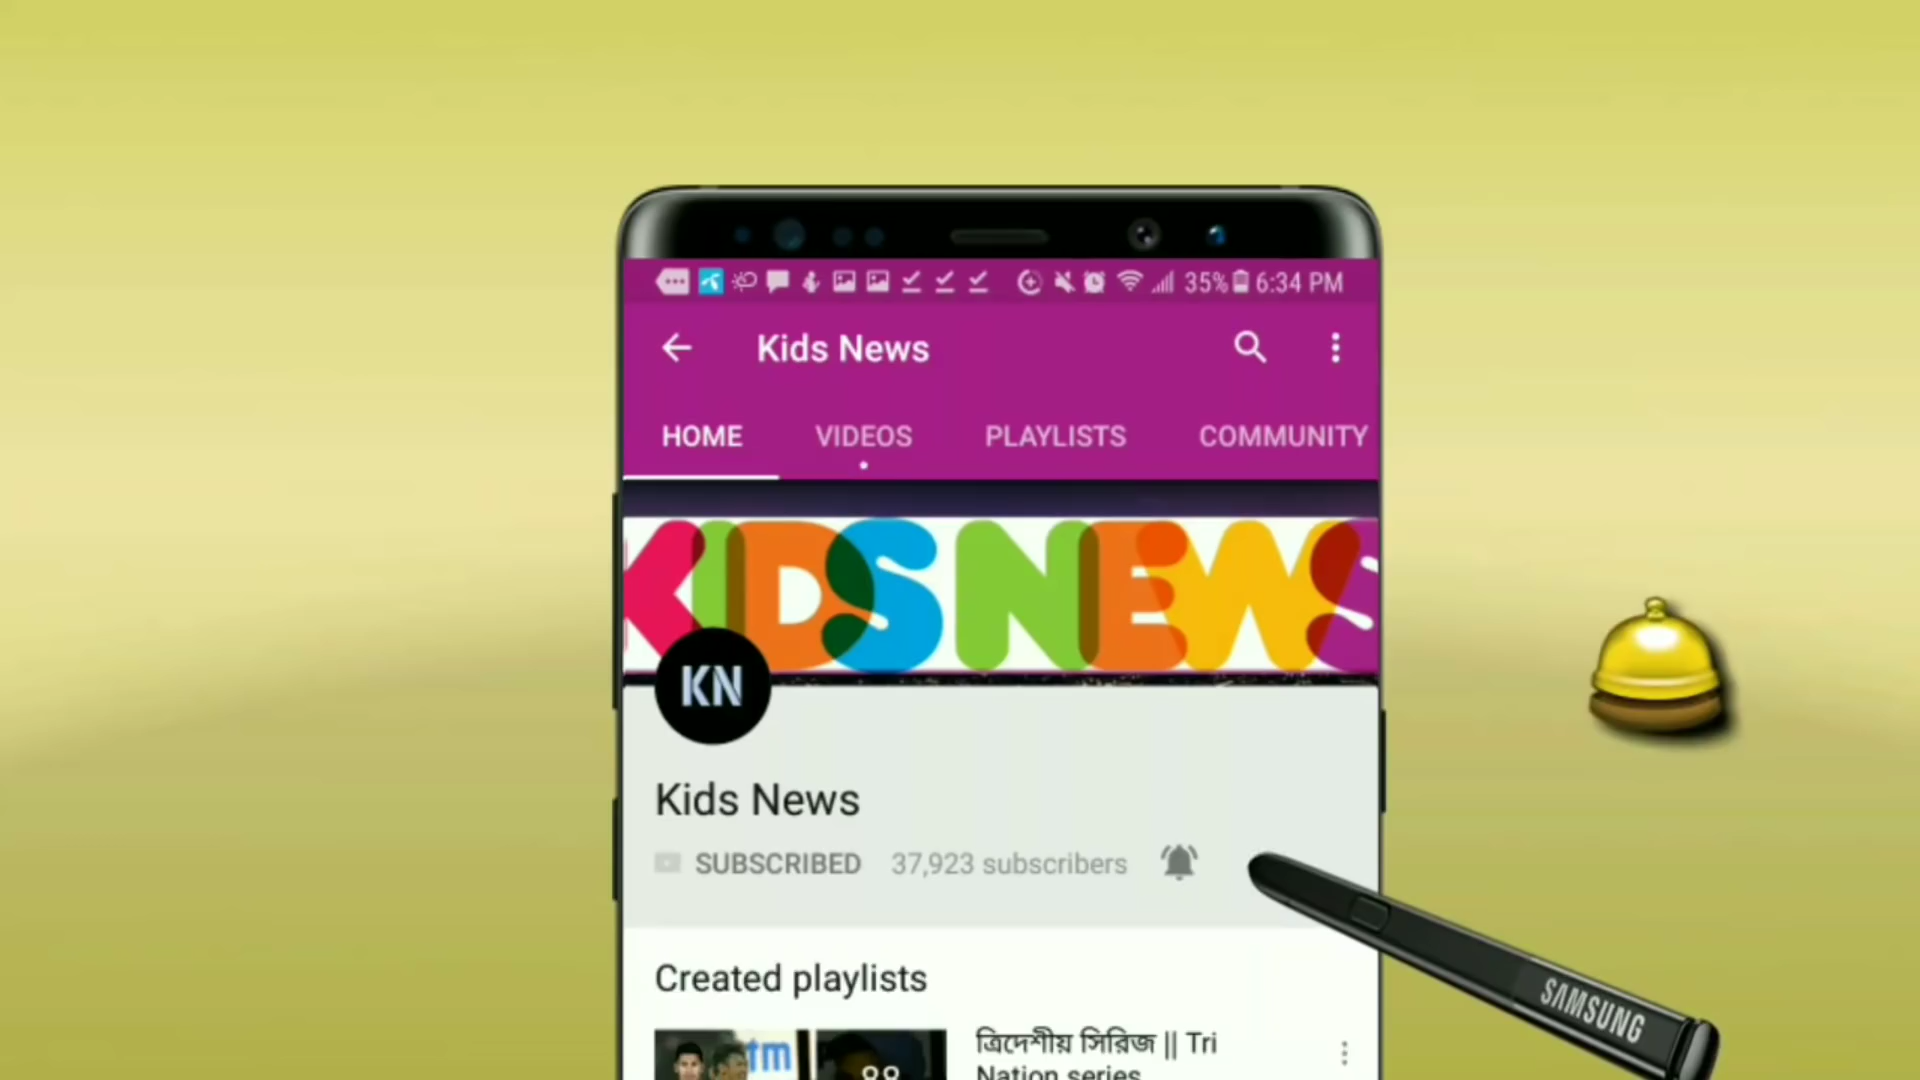 35% 6:34 PM
Kids News
HOME VIDEOS PLAYLISTS COMMUNITY
KIDS NEWS
KN
Kids News
SUBSCRIBED 37,923 subscribers
SAMSUNG
Created playlists
ত্রিদেশীয় সিরিজ || Tri
Nation series
tm